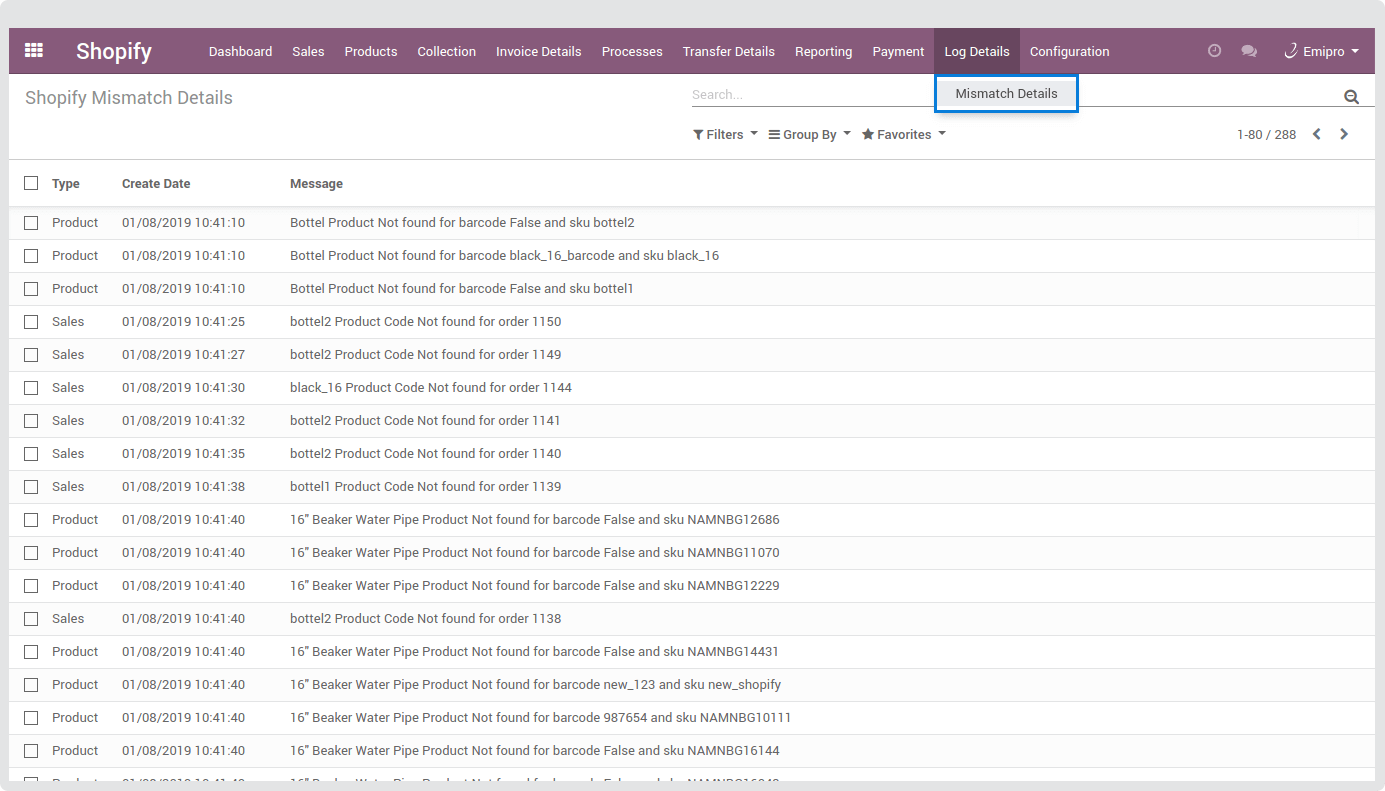 Shopify Dashboard Sales Products Collection Invoice Details Processes Transfer Details Reporting Payment Log Details Configuration Emipro
Shopify Mismatch Details Search... Mismatch Details
Filters Group By Favorites 1-80 / 288
Type Create Date Message
Product 01/08/2019 10:41:10 Bottel Product Not found for barcode False and sku bottel2
Product 01/08/2019 10:41:10 Bottel Product Not found for barcode black_16_barcode and sku black_16
Product 01/08/2019 10:41:10 Bottel Product Not found for barcode False and sku bottel1
Sales 01/08/2019 10:41:25 bottel2 Product Code Not found for order 1150
Sales 01/08/2019 10:41:27 bottel2 Product Code Not found for order 1149
Sales 01/08/2019 10:41:30 black_16 Product Code Not found for order 1144
Sales 01/08/2019 10:41:32 bottel2 Product Code Not found for order 1141
Sales 01/08/2019 10:41:35 bottel2 Product Code Not found for order 1140
Sales 01/08/2019 10:41:38 bottel1 Product Code Not found for order 1139
Product 01/08/2019 10:41:40 16" Beaker Water Pipe Product Not found for barcode False and sku NAMNBG12686
Product 01/08/2019 10:41:40 16" Beaker Water Pipe Product Not found for barcode False and sku NAMNBG11070
Product 01/08/2019 10:41:40 16" Beaker Water Pipe Product Not found for barcode False and sku NAMNBG12229
Sales 01/08/2019 10:41:40 bottel2 Product Code Not found for order 1138
Product 01/08/2019 10:41:40 16" Beaker Water Pipe Product Not found for barcode False and sku NAMNBG14431
Product 01/08/2019 10:41:40 16" Beaker Water Pipe Product Not found for barcode new_123 and sku new_shopify
Product 01/08/2019 10:41:40 16" Beaker Water Pipe Product Not found for barcode 987654 and sku NAMNBG10111
Product 01/08/2019 10:41:40 16" Beaker Water Pipe Product Not found for barcode False and sku NAMNBG16144